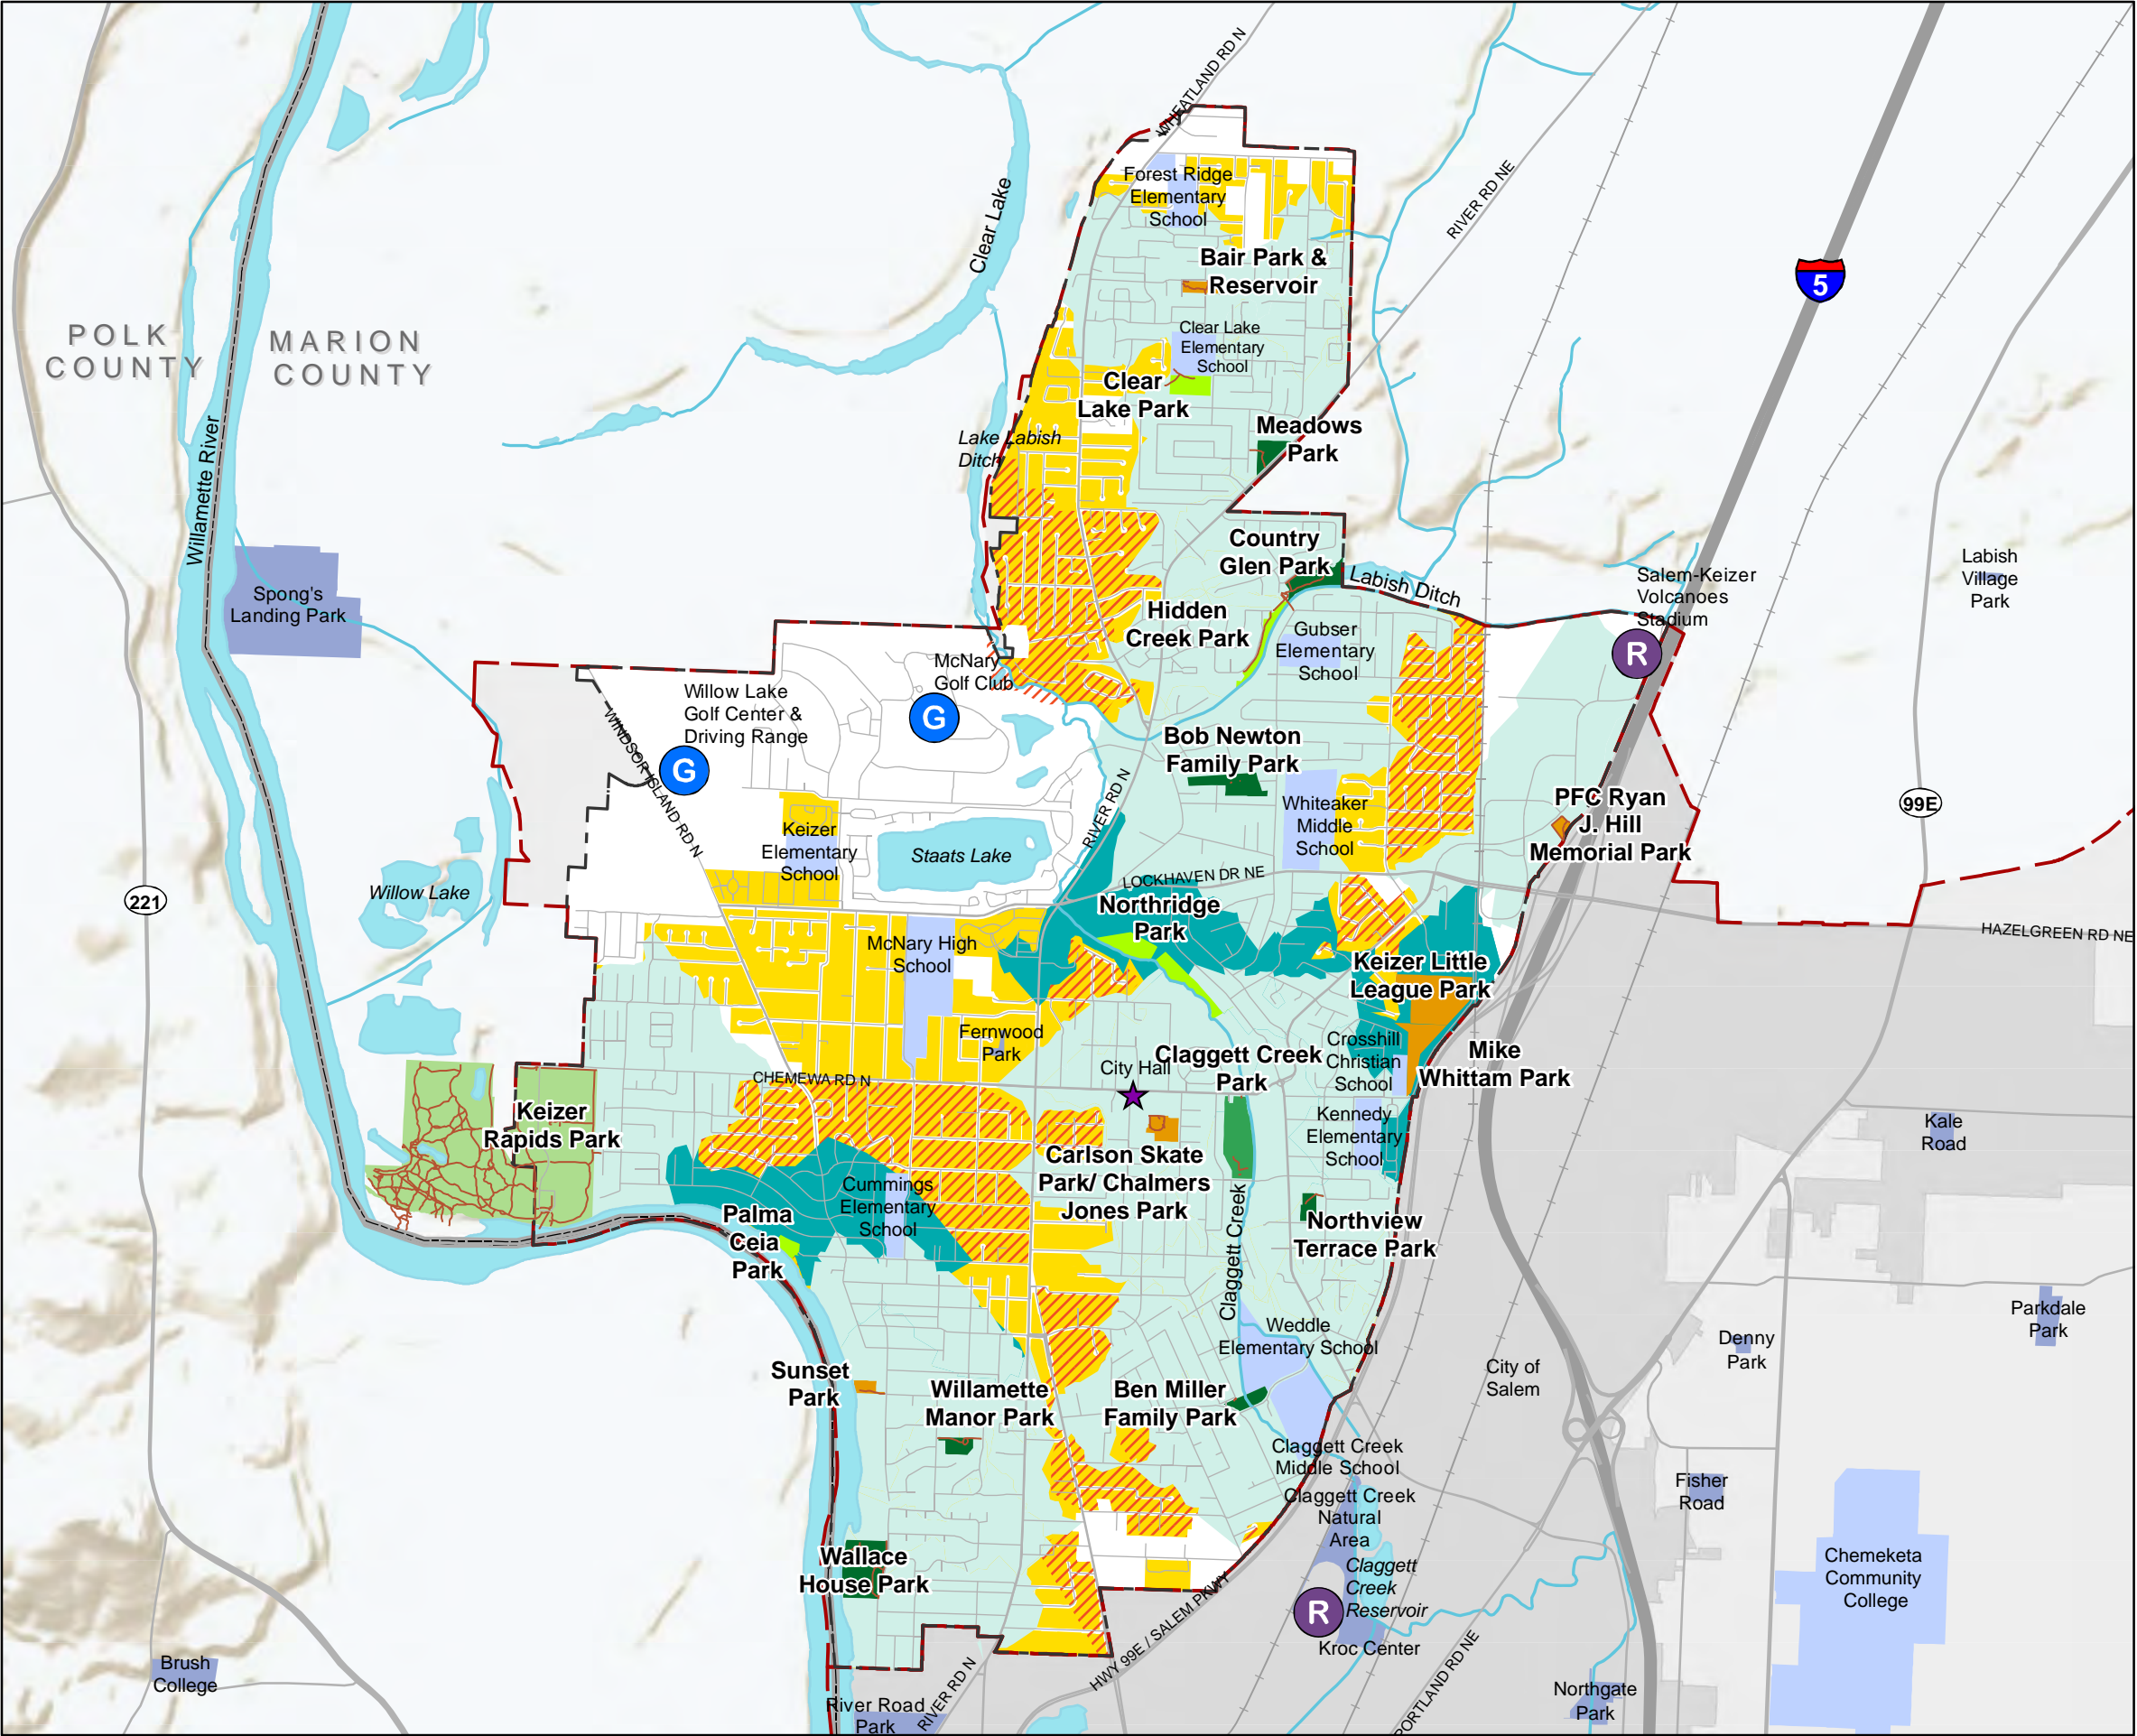 WHEATLAND RD N
Forest Ridge
Elementary
School
RIVER RD NE
Clear Lake
Bair Park &
Reservoir
5
POLK
COUNTY
MARION
COUNTY
Clear Lake
Elementary
School
Clear
Lake Park
Meadows
Park
Lake Labish
Ditch
Willamette River
Country
Glen Park
Labish Ditch
Salem-Keizer
Volcanoes
Stadium
R
Labish
Village
Park
Spong's
Landing Park
Hidden
Creek Park
Gubser
Elementary
School
McNary
Golf Club
G
Willow Lake
Golf Center &
Driving Range
G
WINDSOR ISLAND RD N
Bob Newton
Family Park
RIVER RD N
Whiteaker
Middle
School
PFC Ryan
J. Hill
Memorial Park
99E
Keizer
Elementary
School
Staats Lake
Willow Lake
221
LOCKHAVEN DR NE
Northridge
Park
HAZELGREEN RD NE
McNary High
School
Keizer Little
League Park
Fernwood
Park
Crosshill
Christian
School
Mike
Whittam Park
City Hall
Claggett Creek
Park
CHEMEWA RD N
Keizer
Rapids Park
Kennedy
Elementary
School
Kale
Road
Carlson Skate
Park/ Chalmers
Jones Park
Cummings
Elementary
School
Palma
Ceia
Park
Claggett Creek
Northview
Terrace Park
Weddle
Elementary School
Parkdale
Park
Denny
Park
City of
Salem
Sunset
Park
Willamette
Manor Park
Ben Miller
Family Park
Claggett Creek
Middle School
Claggett Creek
Natural
Area
Fisher
Road
Claggett
Creek
Reservoir
R
Kroc Center
Chemeketa
Community
College
Wallace
House Park
HWY 99E / SALEM PKWY
PORTLAND RD NE
Brush
College
River Road
Park
RIVER RD N
Northgate
Park